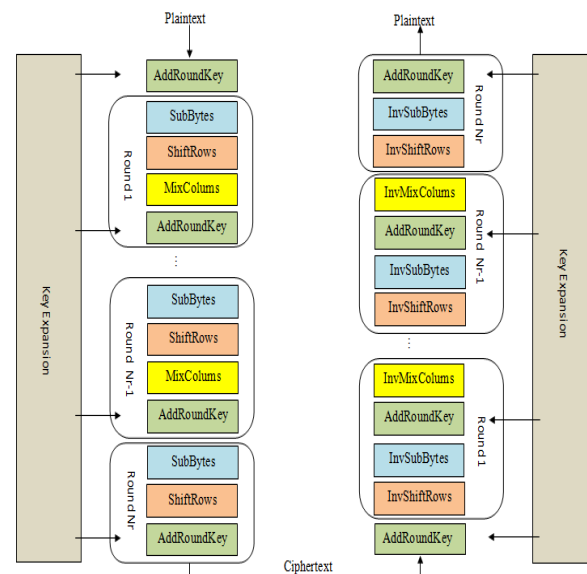 Plaintext
Key Expansion
AddRoundKey
Round 1
SubBytes
ShiftRows
MixColums
AddRoundKey
...
Round Nr-1
SubBytes
ShiftRows
MixColums
AddRoundKey
Round Nr
SubBytes
ShiftRows
AddRoundKey
Ciphertext
Plaintext
Key Expansion
AddRoundKey
InvSubBytes
InvShiftRows
Round Nr
InvMixColums
AddRoundKey
InvSubBytes
InvShiftRows
Round Nr-1
...
InvMixColums
AddRoundKey
InvSubBytes
InvShiftRows
Round 1
AddRoundKey